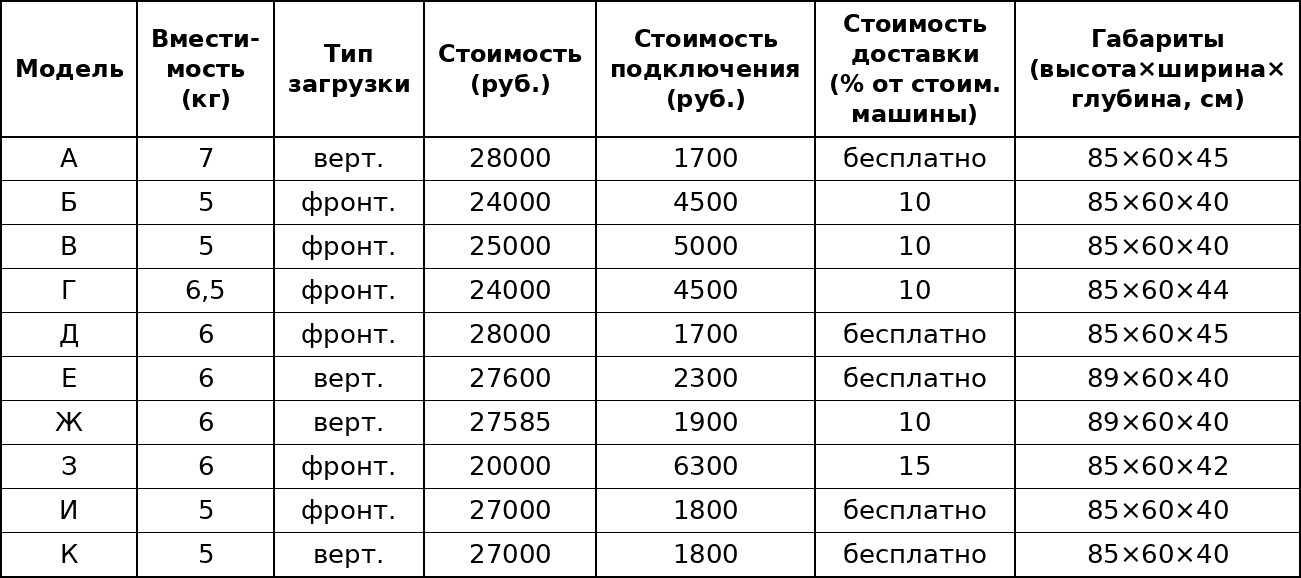 Модель | Вмести-мость (кг) | Тип загрузки | Стоимость (руб.) | Стоимость подключения (руб.) | Стоимость доставки (% от стоим. машины) | Габариты (высота×ширина×глубина, см)
А | 7 | верт. | 28000 | 1700 | бесплатно | 85×60×45
Б | 5 | фронт. | 24000 | 4500 | 10 | 85×60×40
В | 5 | фронт. | 25000 | 5000 | 10 | 85×60×40
Г | 6,5 | фронт. | 24000 | 4500 | 10 | 85×60×44
Д | 6 | фронт. | 28000 | 1700 | бесплатно | 85×60×45
Е | 6 | верт. | 27600 | 2300 | бесплатно | 89×60×40
Ж | 6 | верт. | 27585 | 1900 | 10 | 89×60×40
З | 6 | фронт. | 20000 | 6300 | 15 | 85×60×42
И | 5 | фронт. | 27000 | 1800 | бесплатно | 85×60×40
К | 5 | верт. | 27000 | 1800 | бесплатно | 85×60×40